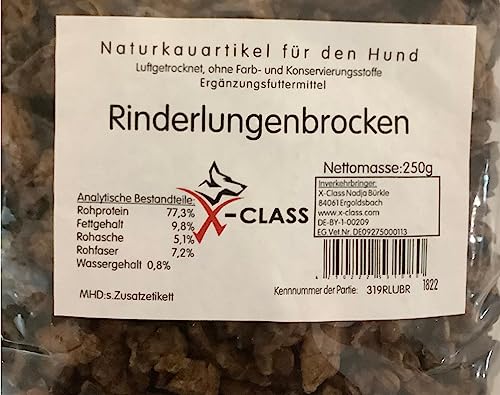 Naturkauartikel für den Hund
Luftgetrocknet, ohne Farb- und Konservierungsstoffe
Ergänzungsfuttermittel
Rinderlungenbrocken
Nettomasse:250g
Inverkehrbringer:
X-Class Nadja Bürkle
84061 Ergoldsbach
www.x-class.com
DE-BY-1-00209
EG Vet.Nr. DE09275000113
X-CLASS
Analytische Bestandteile:
Rohprotein 77,3%
Fettgehalt 9,8%
Rohasche 5,1%
Rohfaser 7,2%
Wassergehalt 0,8%
MHD:s.Zusatzetikett
Kennnummer der Partie: 319RLUBR
1822